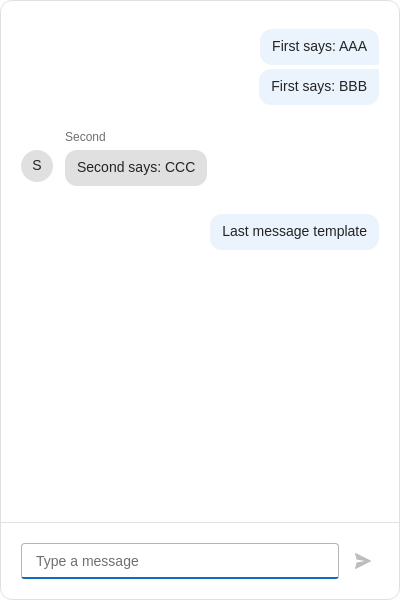 First says: AAA
First says: BBB
Second
S
Second says: CCC
Last message template
Type a message